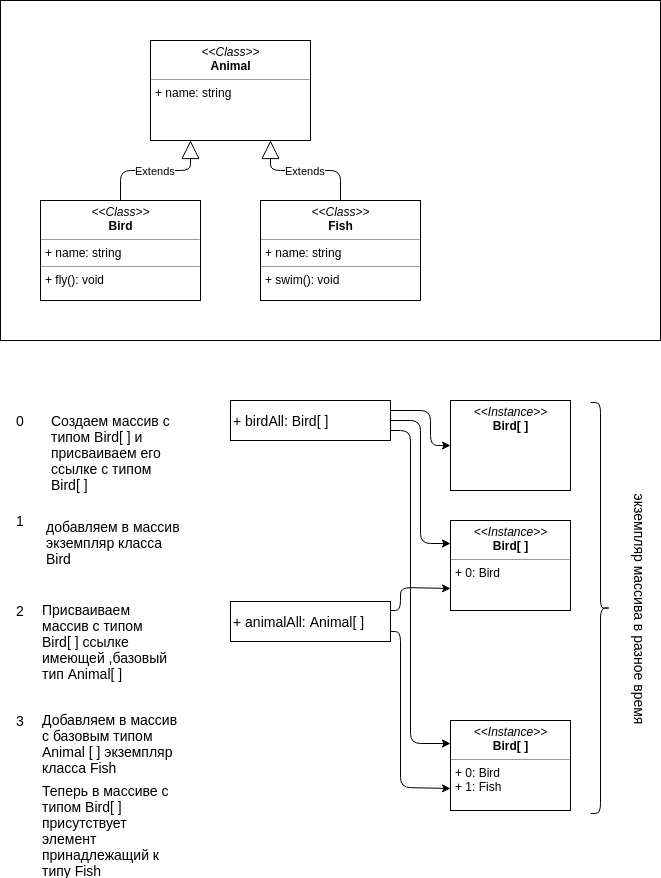 <<Class>>
Animal
+ name: string
Extends
Extends
<<Class>>
Bird
+ name: string
+ fly(): void
<<Class>>
Fish
+ name: string
+ swim(): void
0
Создаем массив с
типом Bird[ ] и
присваиваем его
ссылке с типом
Bird[ ]
+ birdAll: Bird[ ]
<<Instance>>
Bird[ ]
1
добавляем в массив
экземпляр класса
Bird
<<Instance>>
Bird[ ]
+ 0: Bird
2
Присваиваем
массив с типом
Bird[ ] ссылке
имеющей ,базовый
тип Animal[ ]
+ animalAll: Animal[ ]
3
Добавляем в массив
с базовым типом
Animal [ ] экземпляр
класса Fish
Теперь в массиве с
типом Bird[ ]
присутствует
элемент
принадлежащий к
типу Fish
<<Instance>>
Bird[ ]
+ 0: Bird
+ 1: Fish
экземпляр массива в разное время